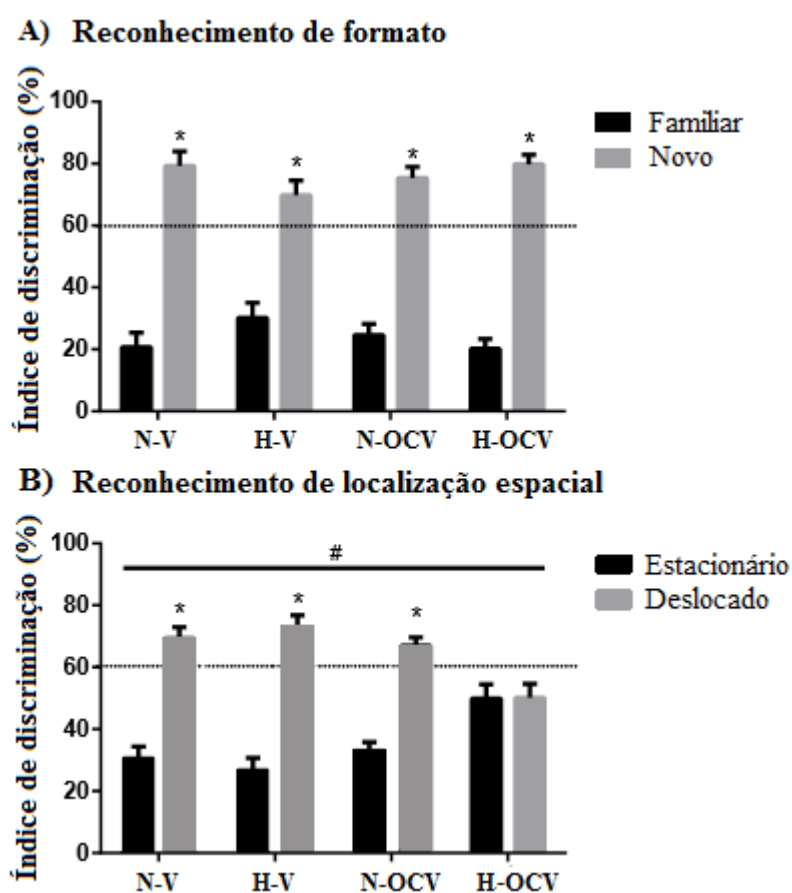 A) Reconhecimento de formato
Índice de discriminação (%)
100
80
60
40
20
0
* * * *
N-V H-V N-OCV H-OCV
Familiar
Novo
B) Reconhecimento de localização espacial
Índice de discriminação (%)
100
80
60
40
20
0
#
* * *
N-V H-V N-OCV H-OCV
Estacionário
Deslocado